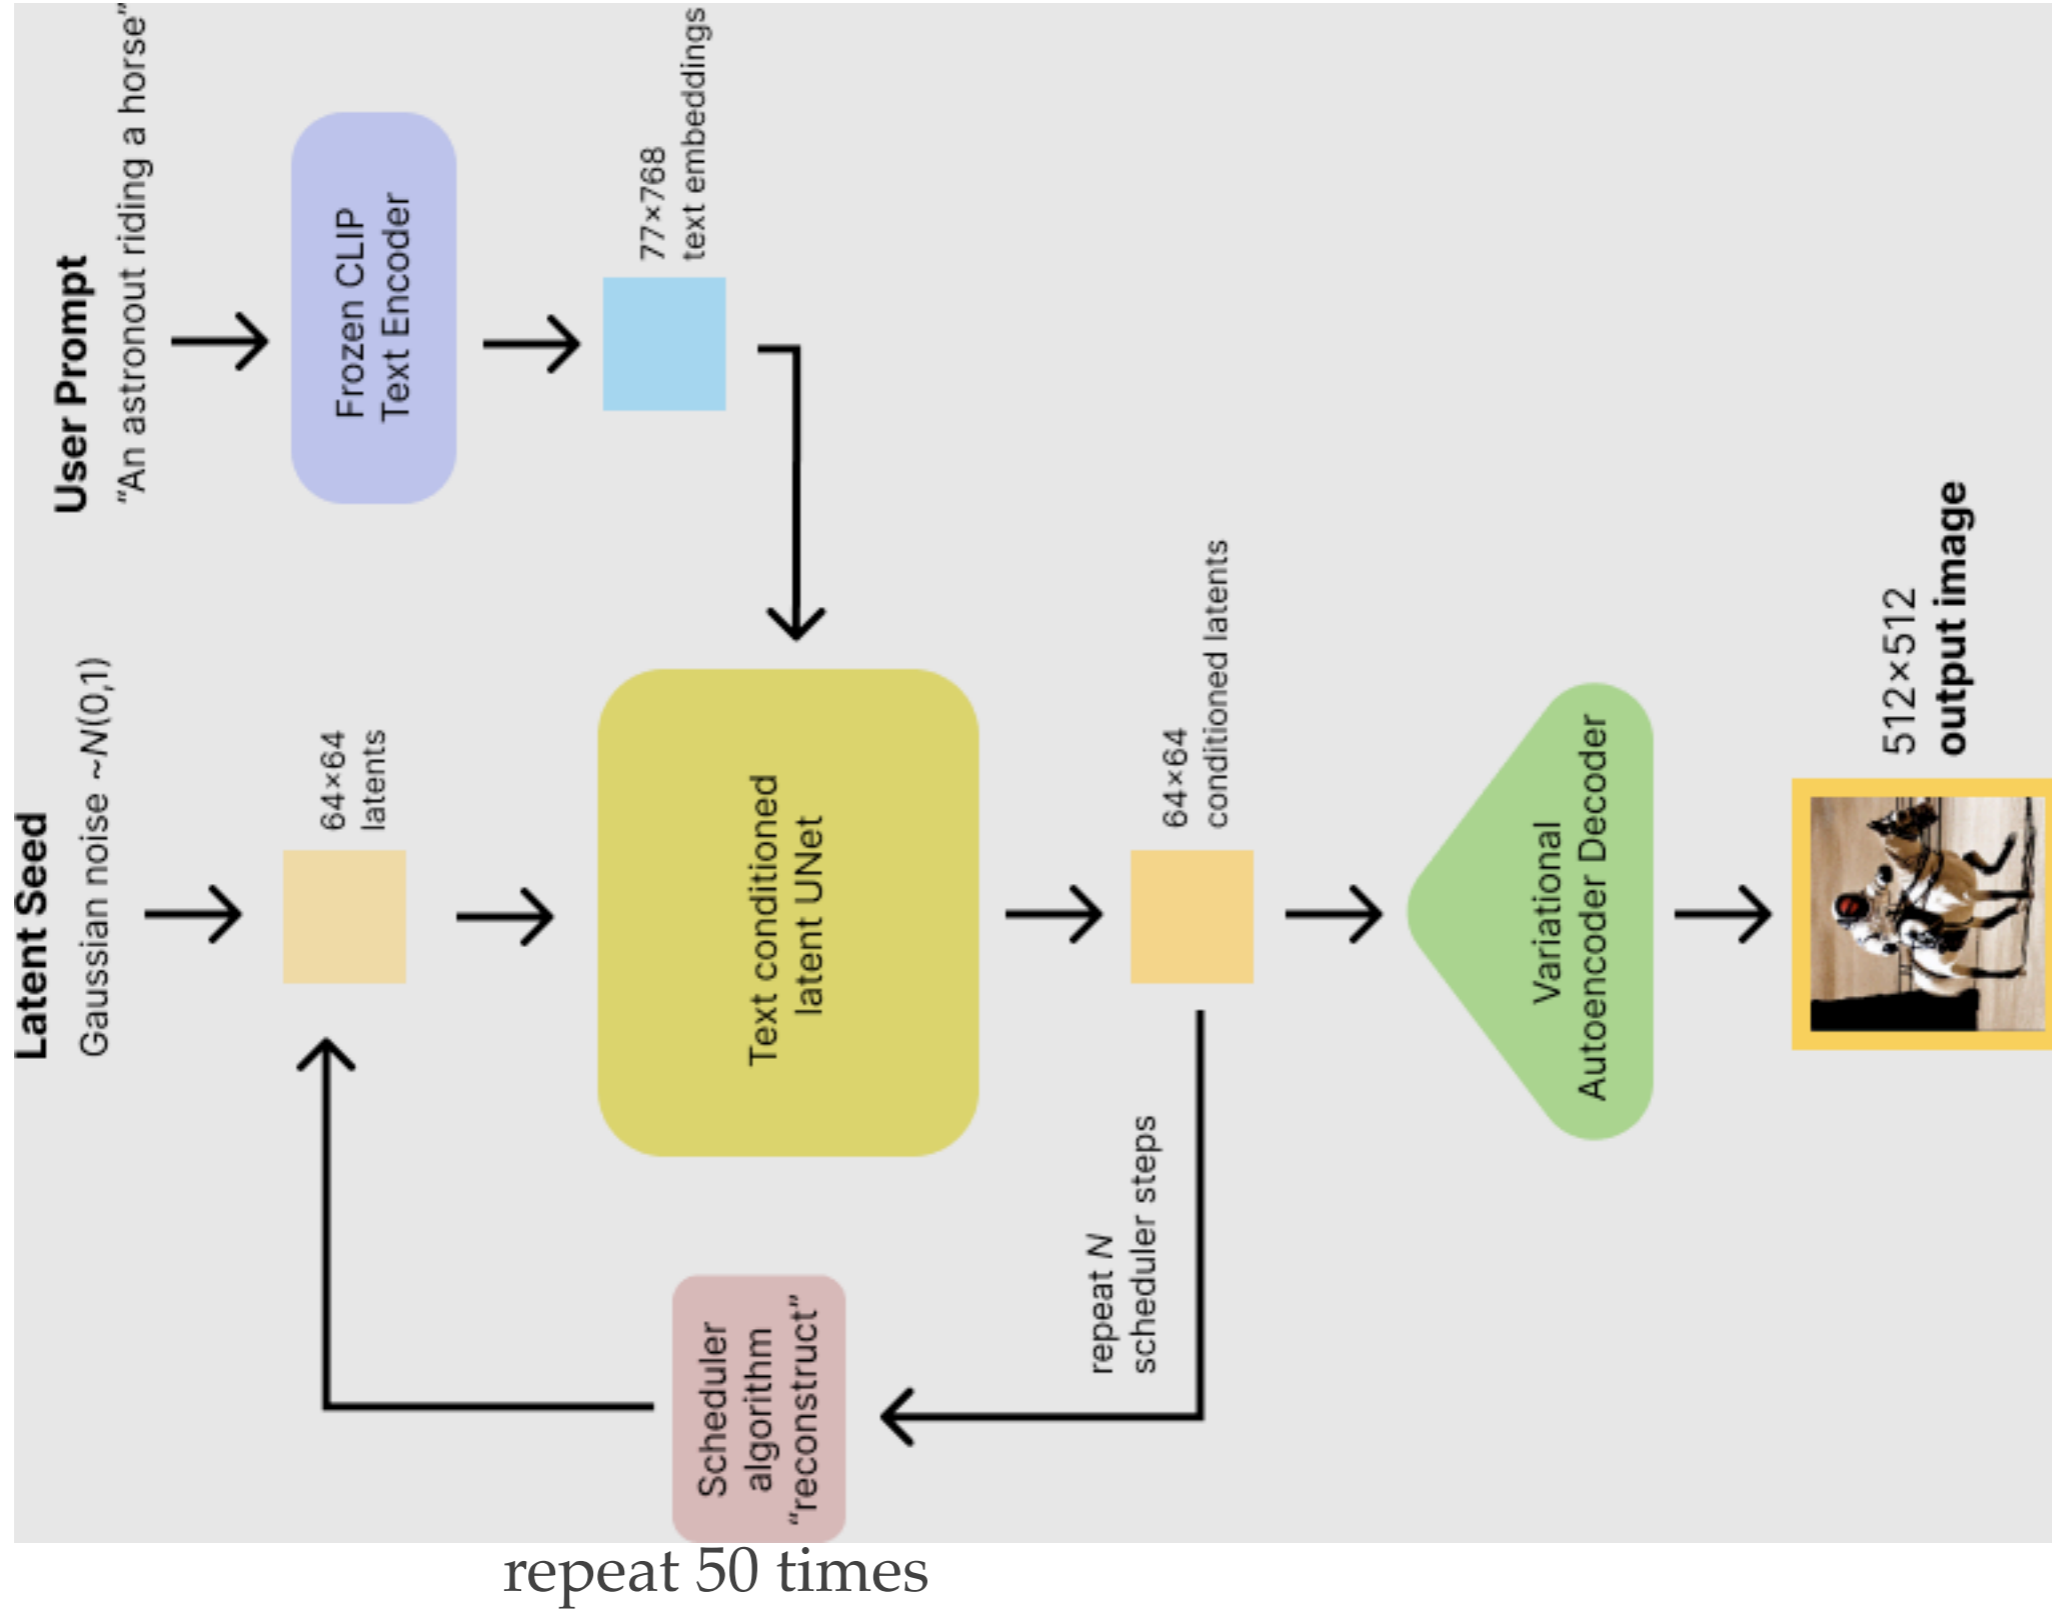 Latent Seed
Gaussian noise ~N(0,1)
User Prompt
“An astronout riding a horse”
64×64
latents
Frozen CLIP
Text Encoder
77×768
text embeddings
Text conditioned
latent UNet
Scheduler
algorithm
“reconstruct”
repeat N
scheduler steps
64×64
conditioned latents
Variational
Autoencoder Decoder
512×512
output image
repeat 50 times